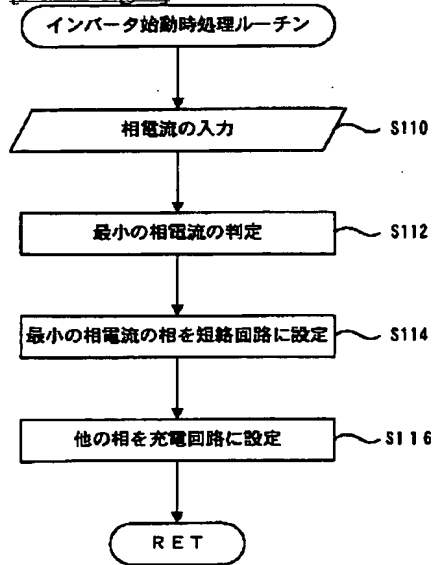 インバータ始動時処理ルーチン
相電流の入力
S110
最小の相電流の判定
S112
最小の相電流の相を短絡回路に設定
S114
他の相を充電回路に設定
S116
RET